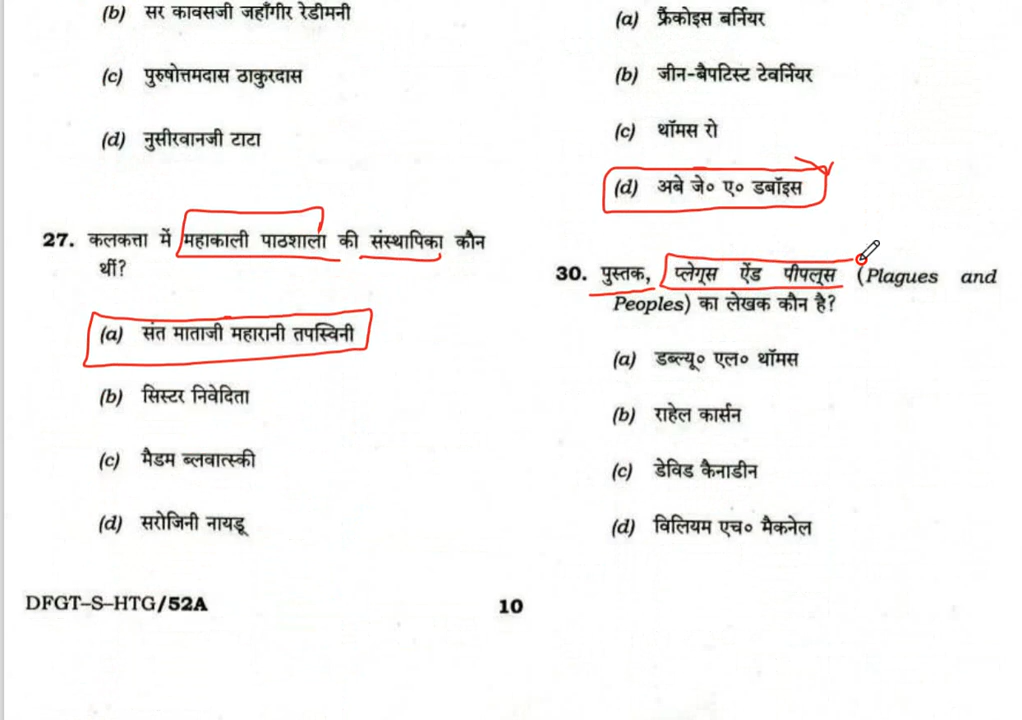 (b) सर कावसजी जहाँगीर रेडीमनी
(c) पुरुषोत्तमदास ठाकुरदास
(d) नुसीरवानजी टाटा
27. कलकत्ता में महाकाली पाठशाला की संस्थापिका कौन
थीं?
(a) संत माताजी महारानी तपस्विनी
(b) सिस्टर निवेदिता
(c) मैडम ब्लवात्स्की
(d) सरोजिनी नायडू
(a) फ्रैंकोइस बर्नियर
(b) जीन-बैपटिस्ट टेवर्नियर
(c) थॉमस रो
(d) अबे जे० ए० डबॉइस
30. पुस्तक, प्लेग्स ऐंड पीपल्स (Plagues and
Peoples) का लेखक कौन है?
(a) डब्ल्यू० एल० थॉमस
(b) राहेल कार्सन
(c) डेविड कैनाडीन
(d) विलियम एच० मैकनेल
DFGT-S-HTG/52A
10